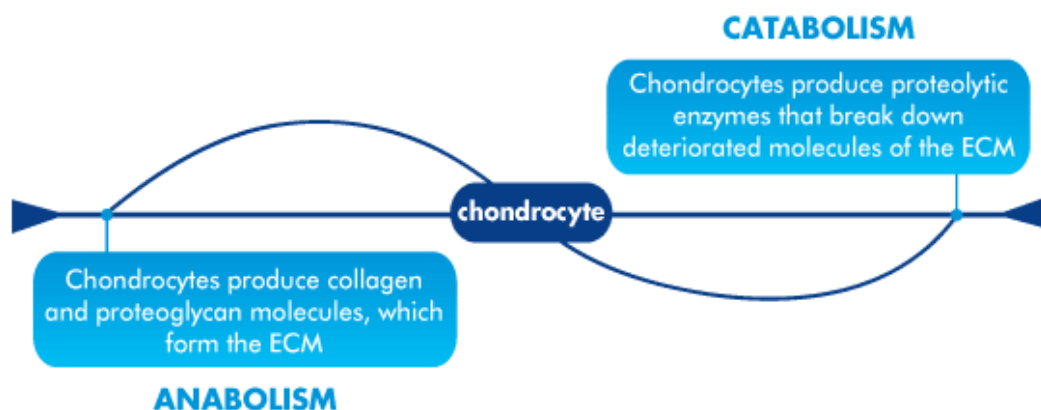 CATABOLISM
Chondrocytes produce proteolytic
enzymes that break down
deteriorated molecules of the ECM
chondrocyte
Chondrocytes produce collagen
and proteoglycan molecules, which
form the ECM
ANABOLISM